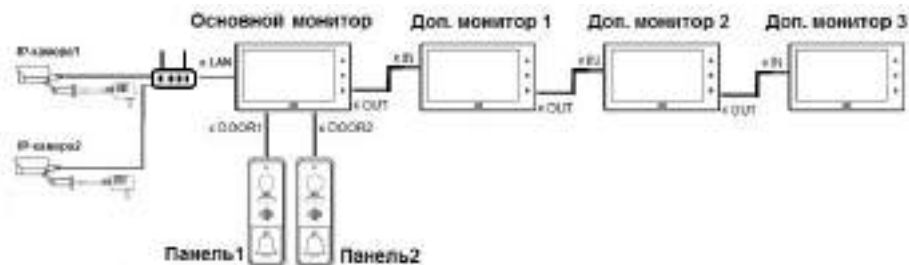 Основной монитор Доп. монитор 1 Доп. монитор 2 Доп. монитор 3
IP-камера1
к LAN
к IN
к IN
к IN
к OUT
к OUT
к OUT
к DOOR1 к DOOR2
IP-камера2
Панель1 Панель2